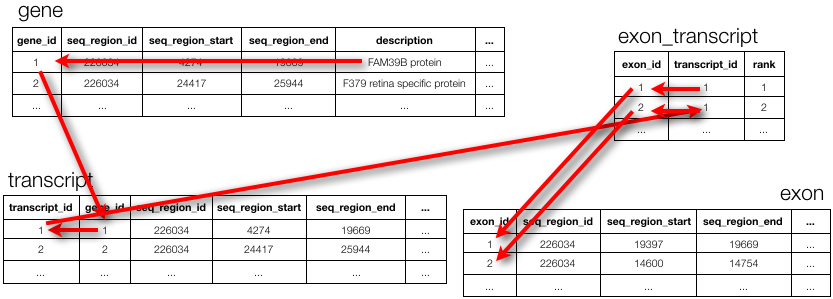 gene
gene_id seq_region_id seq_region_start seq_region_end description ...
1 226034 4274 19669 FAM39B protein
2 226034 24417 25944 F379 retina specific protein ...
... ... ... ... ... ...
exon_transcript
exon_id transcript_id rank
1 1 1
2 1 2
... ... ...
transcript
transcript_id gene_id seq_region_id seq_region_start seq_region_end ...
1 1 226034 4274 19669 ...
2 2 226034 24417 25944 ...
... ... ... ... ... ...
exon
exon_id seq_region_id seq_region_start seq_region_end ...
1 226034 19397 19669 ...
2 226034 14600 14754 ...
... ... ... ... ...